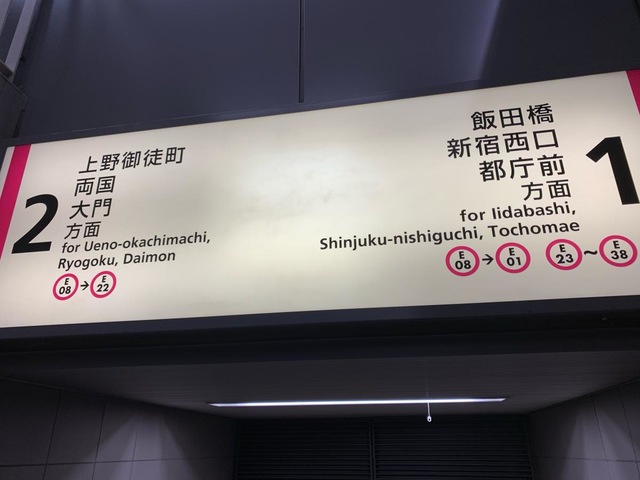 2
上野御徒町
両国
大門
方面
for Ueno-okachimachi,
Ryogoku, Daimon
E 08 → E 22
飯田橋
新宿西口
都庁前
方面
1
for Iidabashi,
Shinjuku-nishiguchi, Tochomae
E 08 → E 01 E 23 ～ E 38